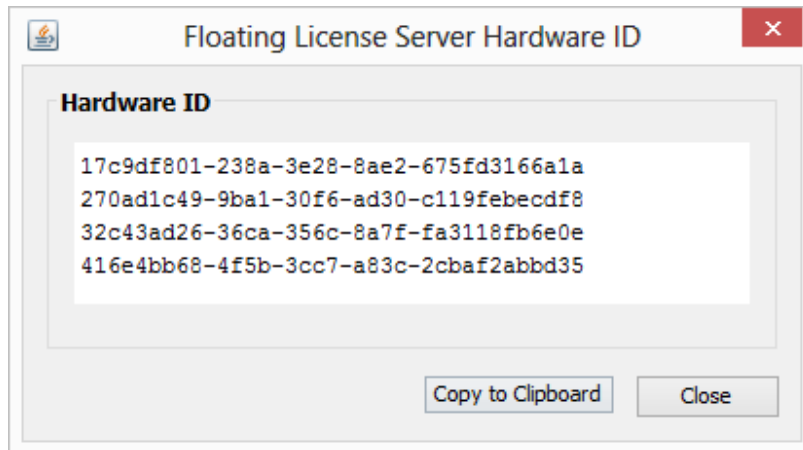 Floating License Server Hardware ID
Hardware ID
17c9df801-238a-3e28-8ae2-675fd3166a1a
270ad1c49-9ba1-30f6-ad30-c119febecdf8
32c43ad26-36ca-356c-8a7f-fa3118fb6e0e
416e4bb68-4f5b-3cc7-a83c-2cbaf2abbd35
Copy to Clipboard Close